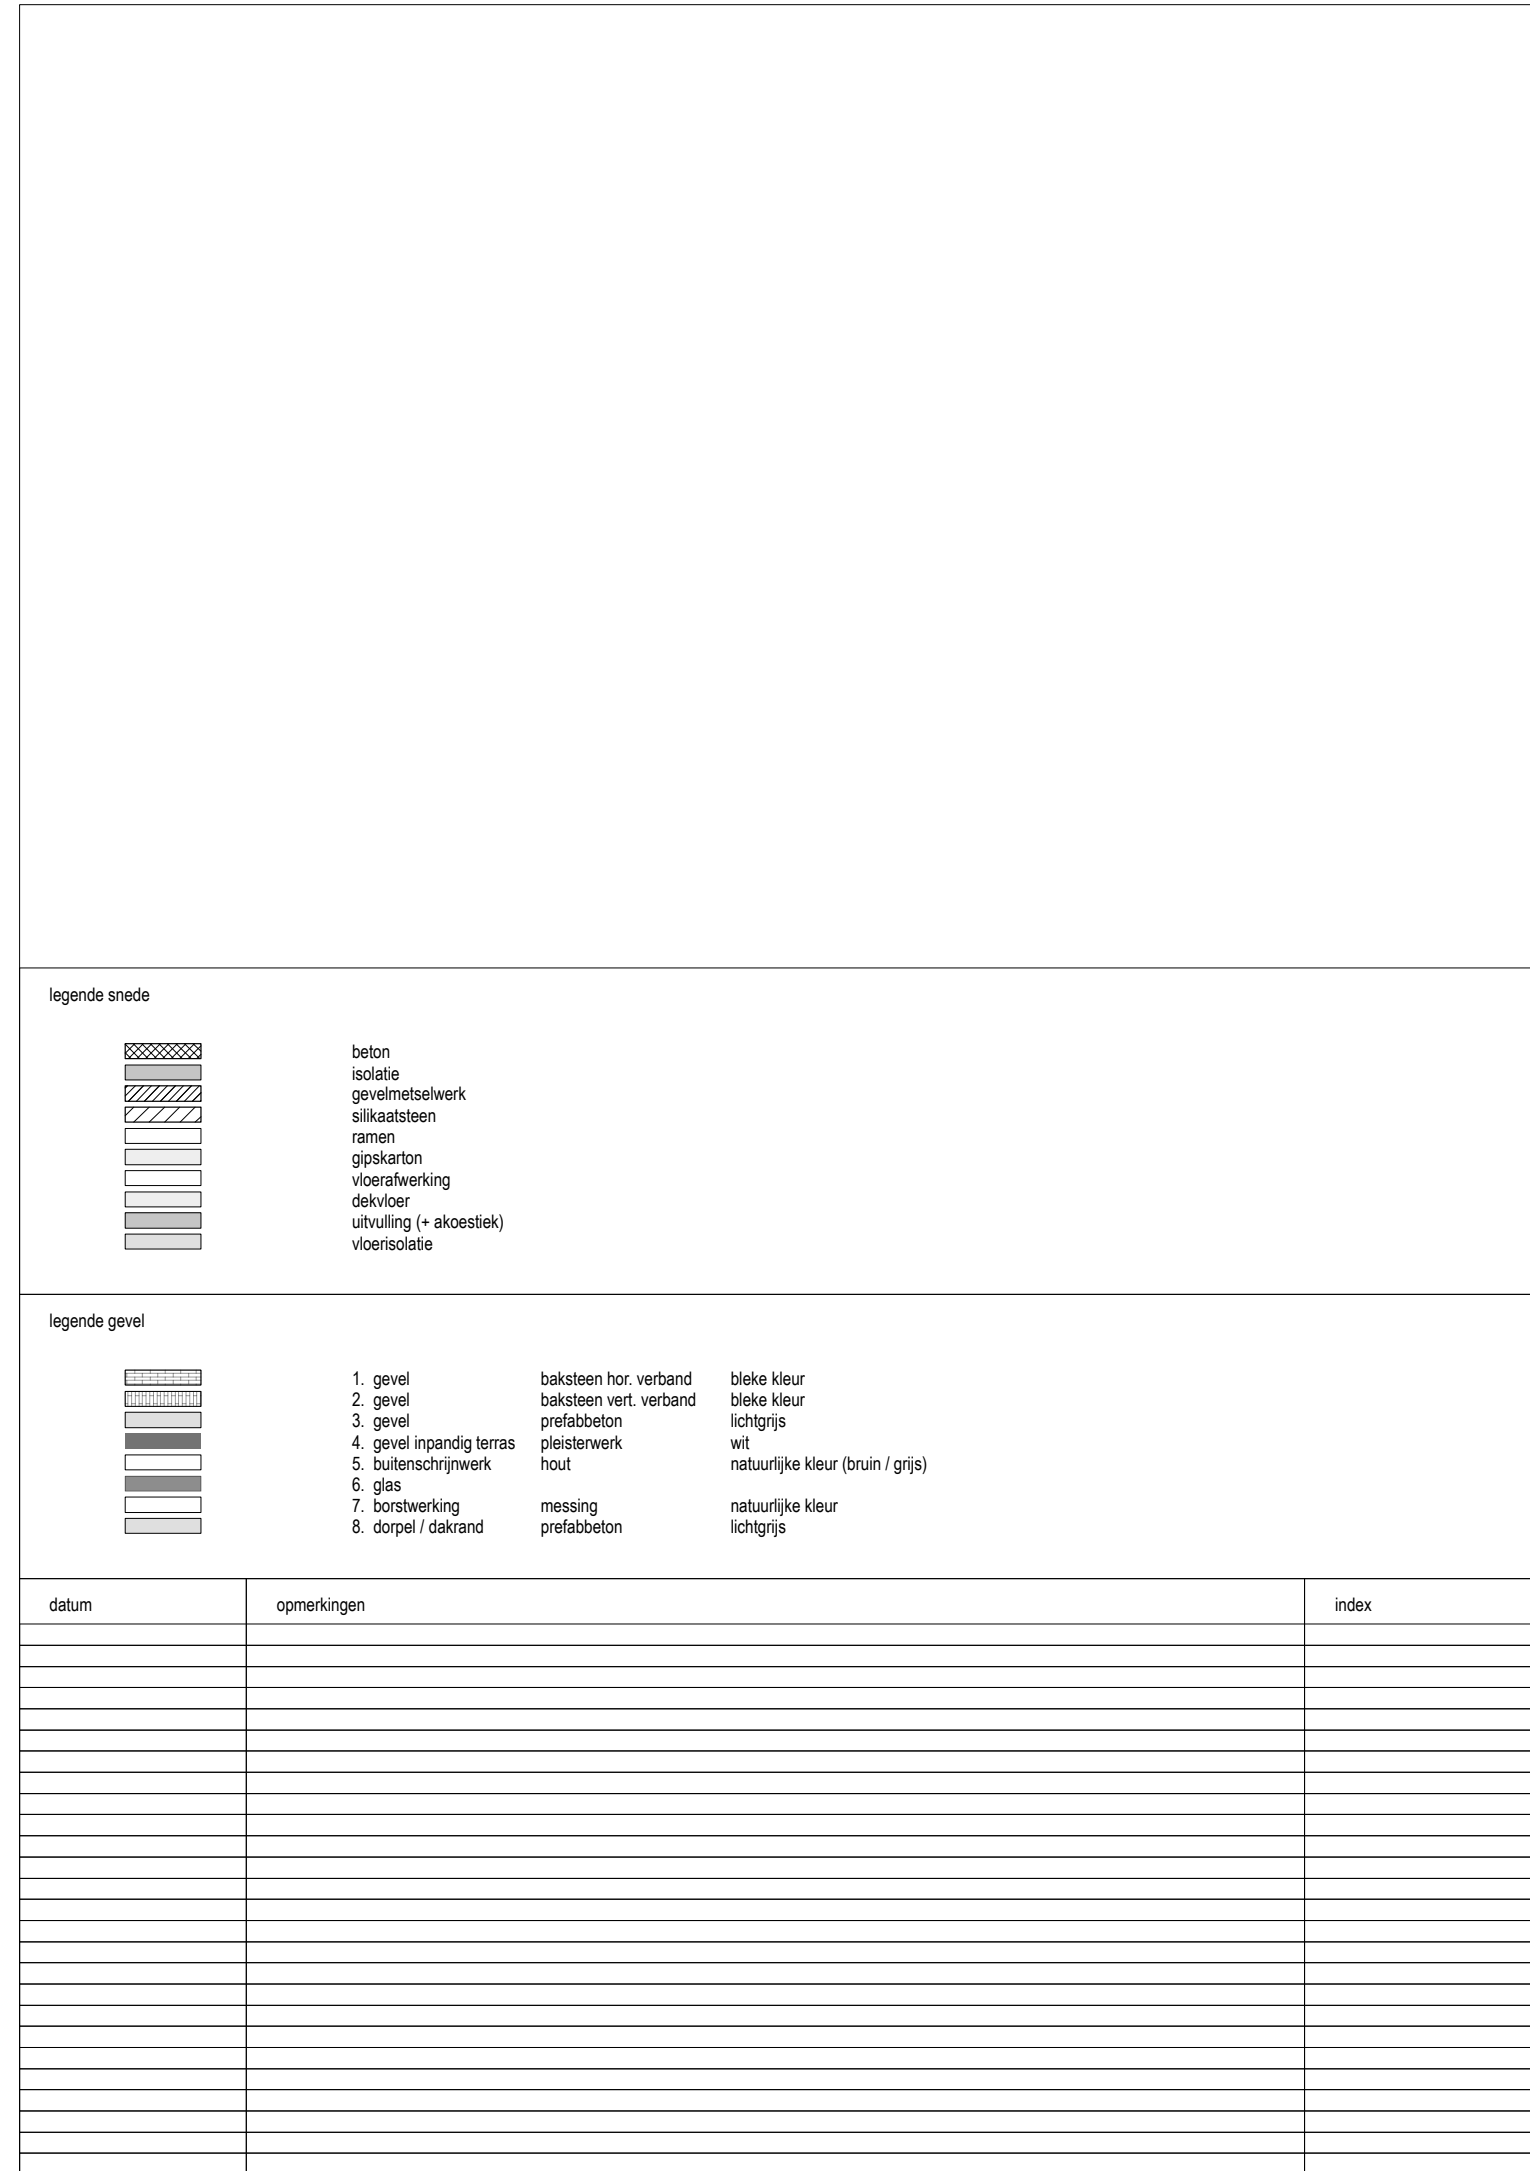 legende snede
beton
isolatie
gevelmetselwerk
silikaatsteen
ramen
gipskarton
vloerafwerking
dekvloer
uitvulling (+ akoestiek)
vloerisolatie
legende gevel
1. gevel baksteen hor. verband bleke kleur
2. gevel baksteen vert. verband bleke kleur
3. gevel prefabbeton lichtgrijs
4. gevel inpandig terras pleisterwerk wit
5. buitenschrijnwerk hout natuurlijke kleur (bruin / grijs)
6. glas
7. borstwerking messing natuurlijke kleur
8. dorpel / dakrand prefabbeton lichtgrijs
datum opmerkingen index